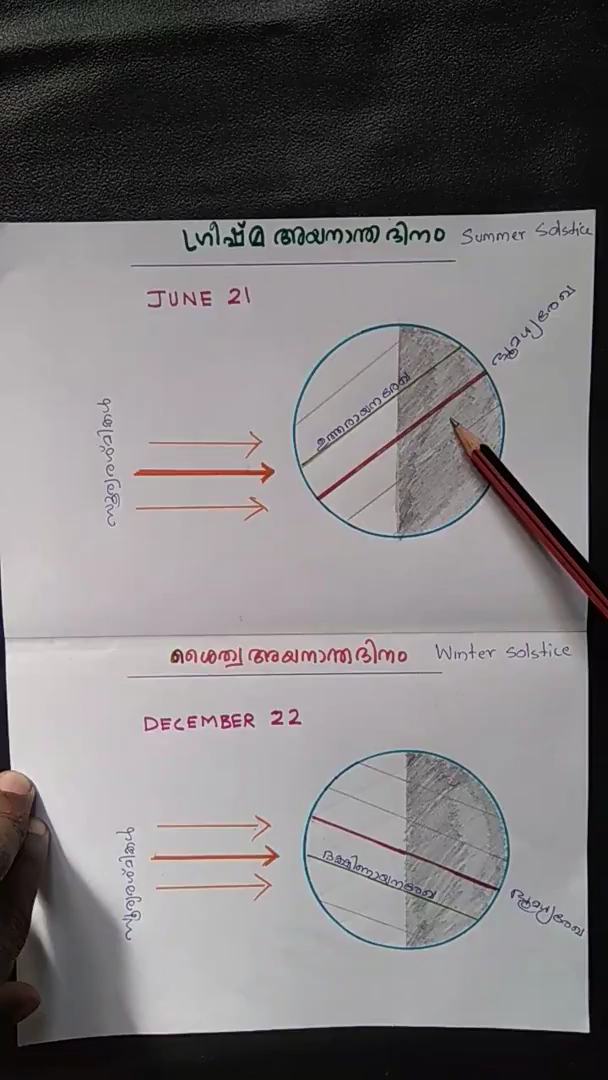 ഗ്രീഷ്മ അയനാന്ത ദിനം Summer Solstice
JUNE 21
ഭൂമധ്യരേഖ
ഉത്തരായനരേഖ
സൂര്യരശ്മികൾ
ശൈത്യ അയനാന്തദിനം Winter Solstice
DECEMBER 22
സൂര്യരശ്മികൾ
ദക്ഷിണായനരേഖ
ഭൂമധ്യരേഖ